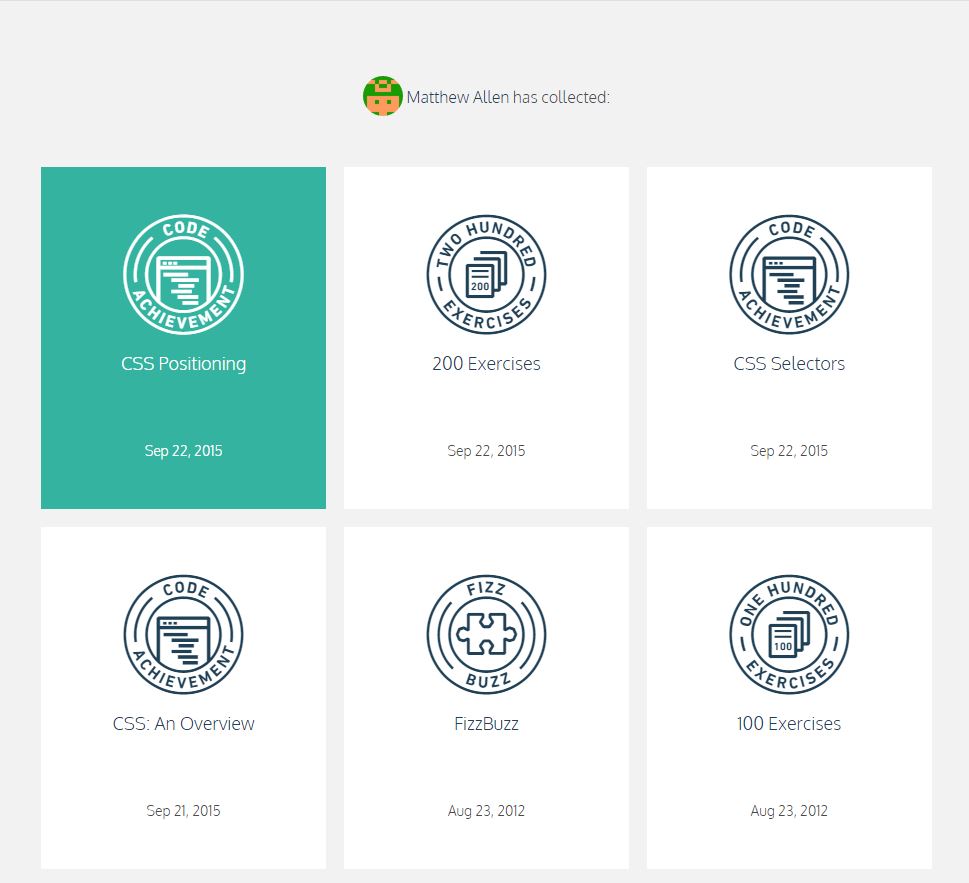 Matthew Allen has collected:
CODE
ACHIEVEMENT
CSS Positioning
Sep 22, 2015
TWO HUNDRED
200
EXERCISES
200 Exercises
Sep 22, 2015
CODE
ACHIEVEMENT
CSS Selectors
Sep 22, 2015
CODE
ACHIEVEMENT
CSS: An Overview
Sep 21, 2015
FIZZ
BUZZ
FizzBuzz
Aug 23, 2012
ONE HUNDRED
100
EXERCISES
100 Exercises
Aug 23, 2012